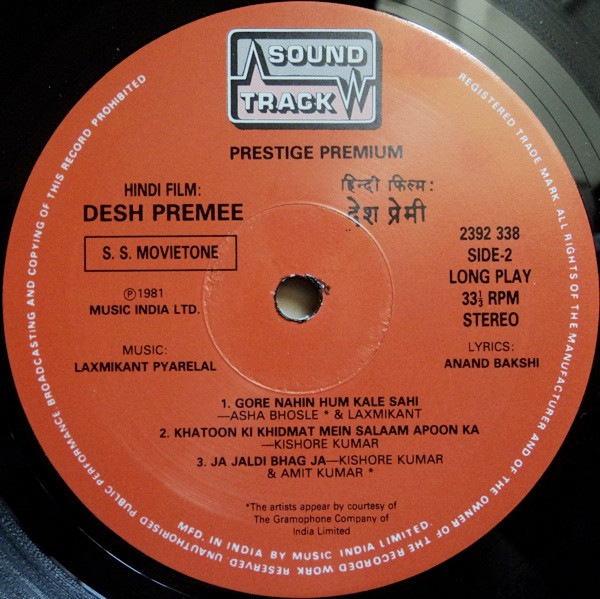 SOUND
TRACK
PRESTIGE PREMIUM
HINDI FILM:
DESH PREMEE
हिन्दी फिल्म :
देश प्रेमी
S. S. MOVIETONE
2392 338
SIDE-2
LONG PLAY
33⅓ RPM
STEREO
℗1981
MUSIC INDIA LTD.
MUSIC:
LAXMIKANT PYARELAL
LYRICS:
ANAND BAKSHI
1. GORE NAHIN HUM KALE SAHI
—ASHA BHOSLE * & LAXMIKANT
2. KHATOON KI KHIDMAT MEIN SALAAM APOON KA
—KISHORE KUMAR
3. JA JALDI BHAG JA—KISHORE KUMAR
& AMIT KUMAR *
*The artists appear by courtesy of
The Gramophone Company of
India Limited
MFD. IN INDIA BY MUSIC INDIA LIMITED.
REGISTERED TRADE MARK. ALL RIGHTS OF THE MANUFACTURER AND OF THE OWNER OF THE RECORDED WORK RESERVED UNAUTHORISED PUBLIC PERFORMANCE BROADCASTING AND COPYING OF THIS RECORD PROHIBITED